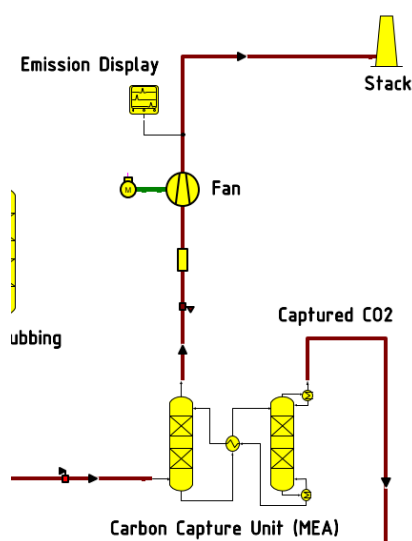 Emission Display
Stack
M
Fan
ubbing
Captured CO2
M
M
Carbon Capture Unit (MEA)